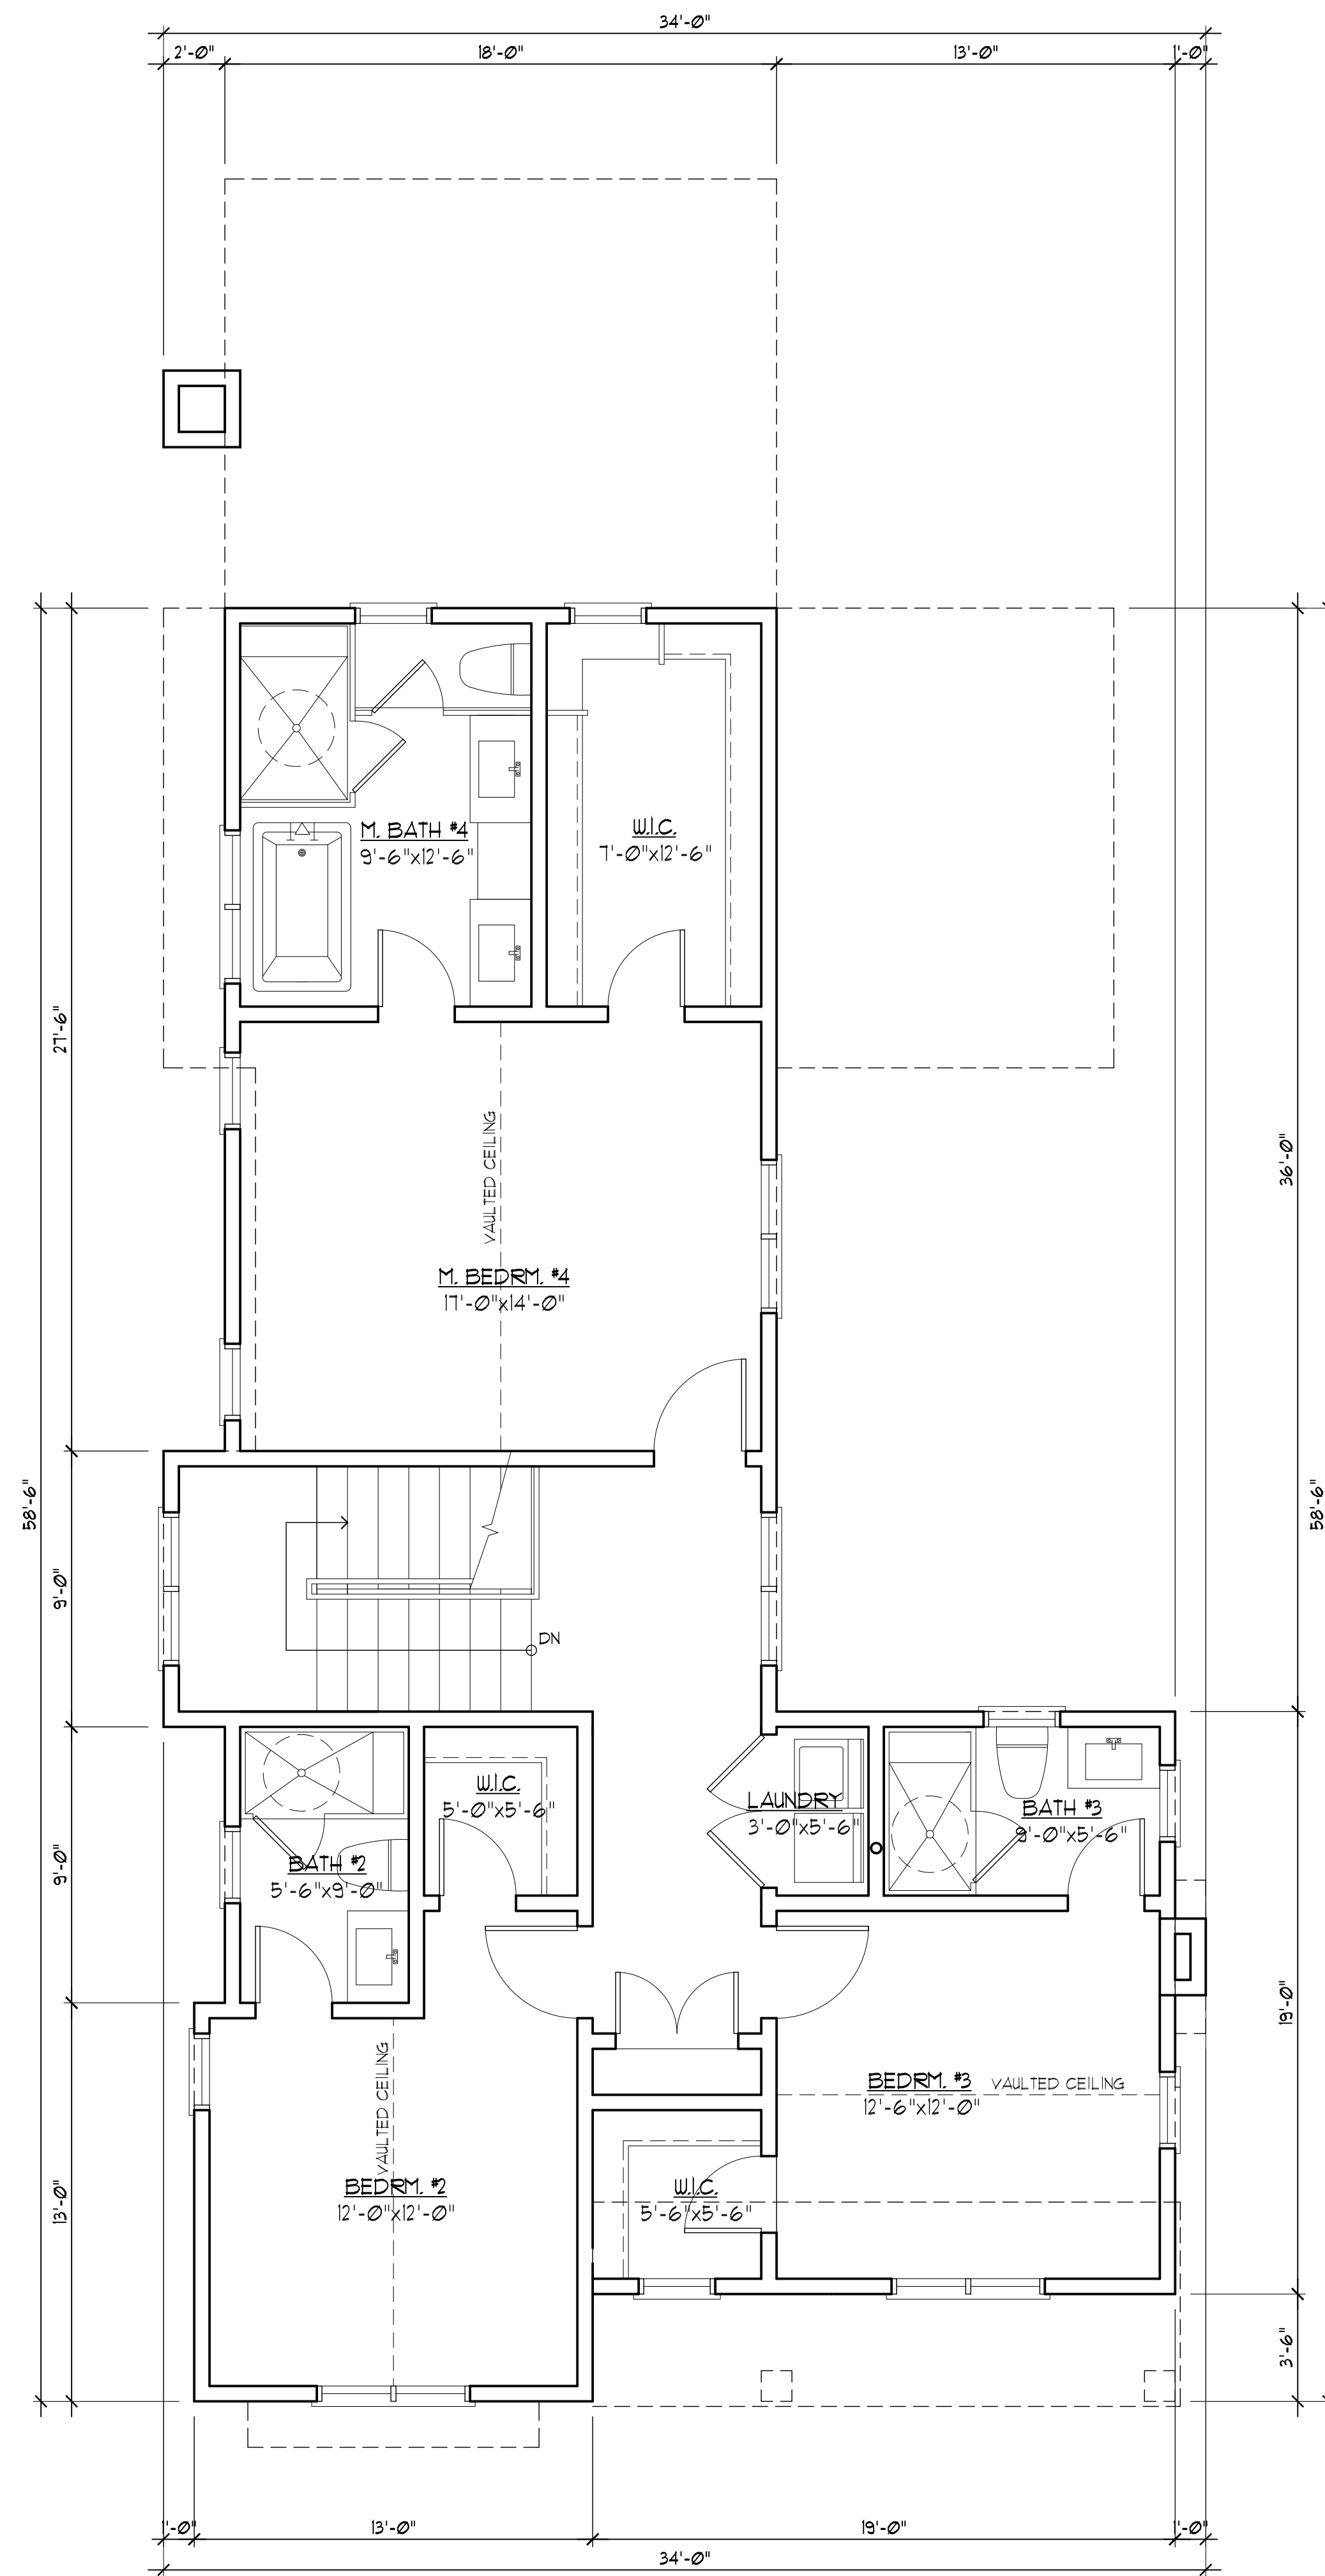 34'-0"
2'-0" 18'-0" 13'-0" 1'-0"
M. BATH #4
9'-6"x12'-6"
W.I.C.
7'-0"x12'-6"
27'-6"
VAULTED CEILING
36'-0"
M. BEDRM. #4
17'-0"x14'-0"
58'-6"
58'-6"
9'-0"
DN
W.I.C.
5'-0"x5'-6"
LAUNDRY
3'-0"x5'-6"
BATH #3
9'-0"x5'-6"
9'-0"
BATH #2
5'-6"x9'-0"
19'-0"
VAULTED CEILING
BEDRM. #3 VAULTED CEILING
12'-6"x12'-0"
13'-0"
BEDRM. #2
12'-0"x12'-0"
W.I.C.
5'-6"x5'-6"
3'-6"
1'-0" 13'-0" 19'-0" 1'-0"
34'-0"